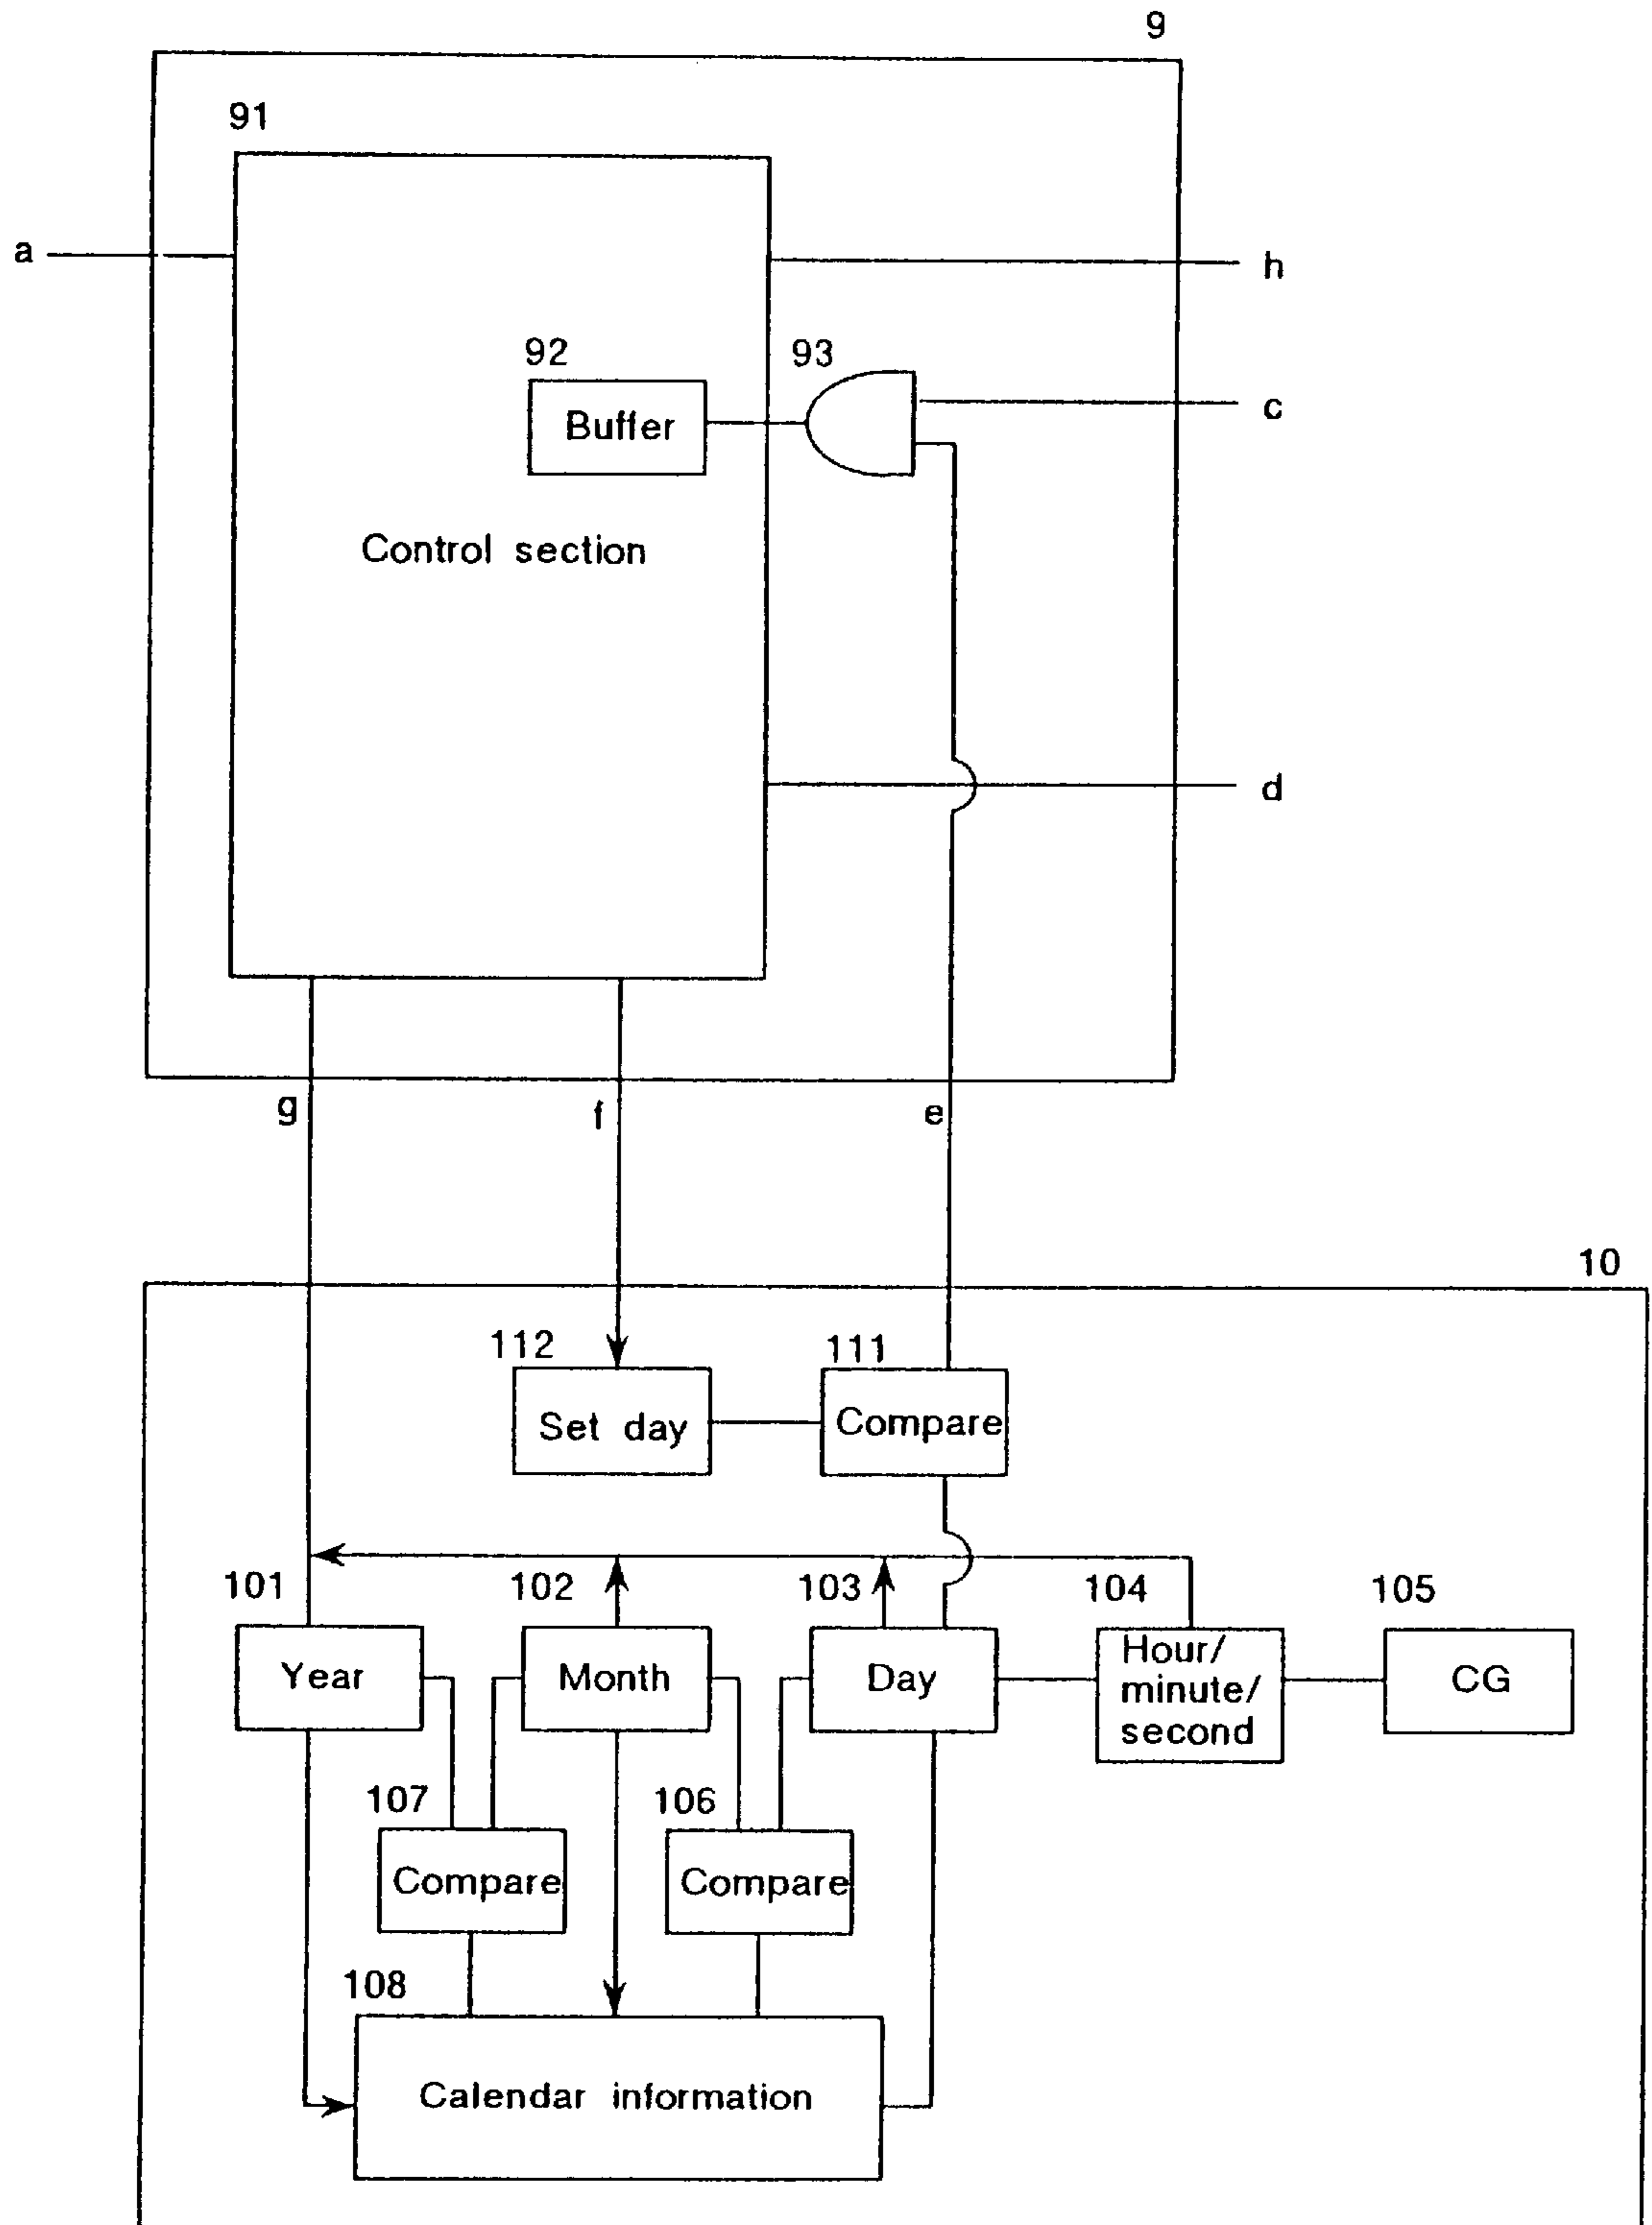 9
91
a
h
92
93
Buffer
c
Control section
d
g
f
e
10
112
111
Set day
Compare
101
102
103
104
105
Year
Month
Day
Hour/
minute/
second
CG
107
106
Compare
Compare
108
Calendar information